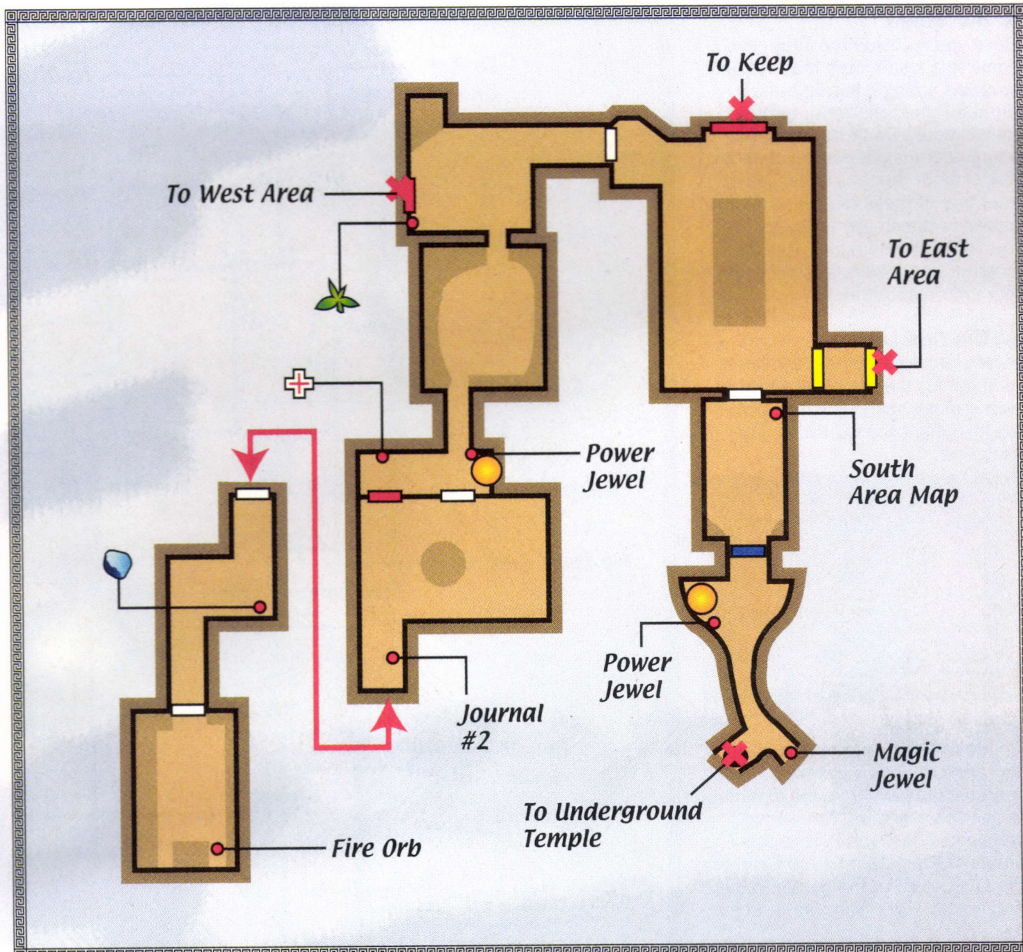 To Keep
To West Area
To East
Area
Power
Jewel
South
Area Map
Power
Jewel
Journal
#2
Magic
Jewel
To Underground
Temple
Fire Orb